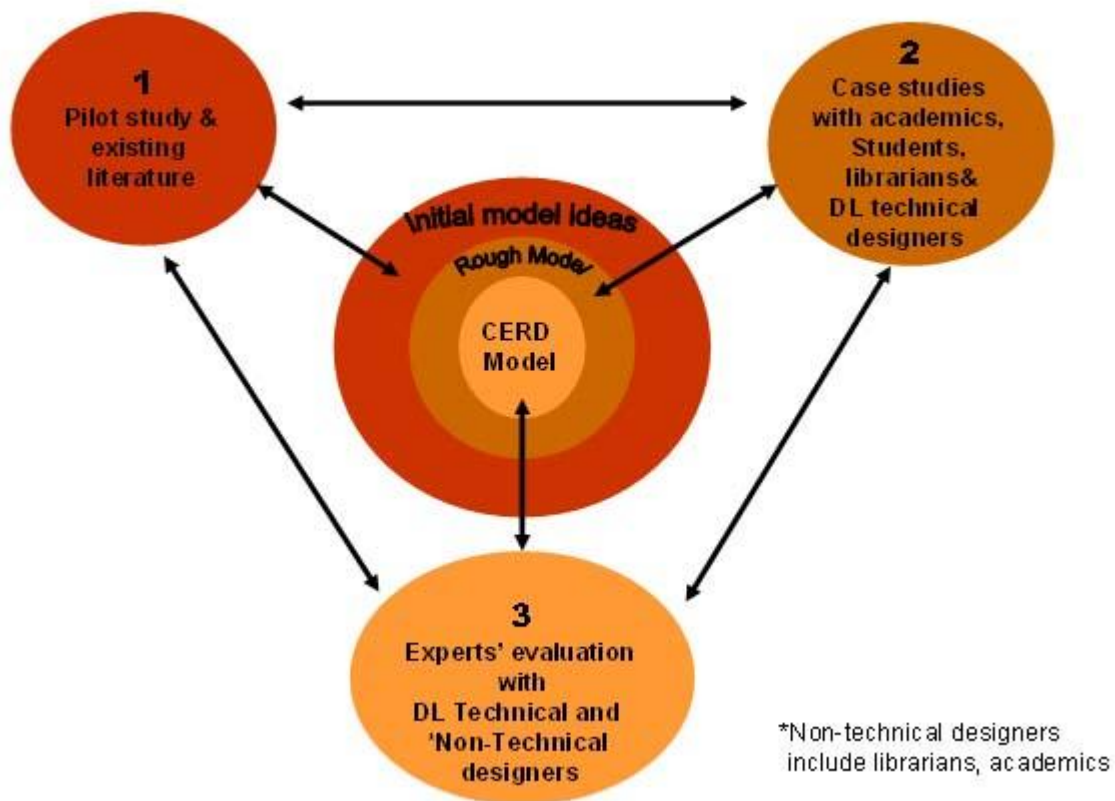 1
Pilot study &
existing
literature
2
Case studies
with academics,
Students,
librarians&
DL technical
designers
Initial model ideas
Rough Model
CERD
Model
3
Experts' evaluation
with
DL Technical and
'Non-Technical
designers
*Non-technical designers
include librarians, academics